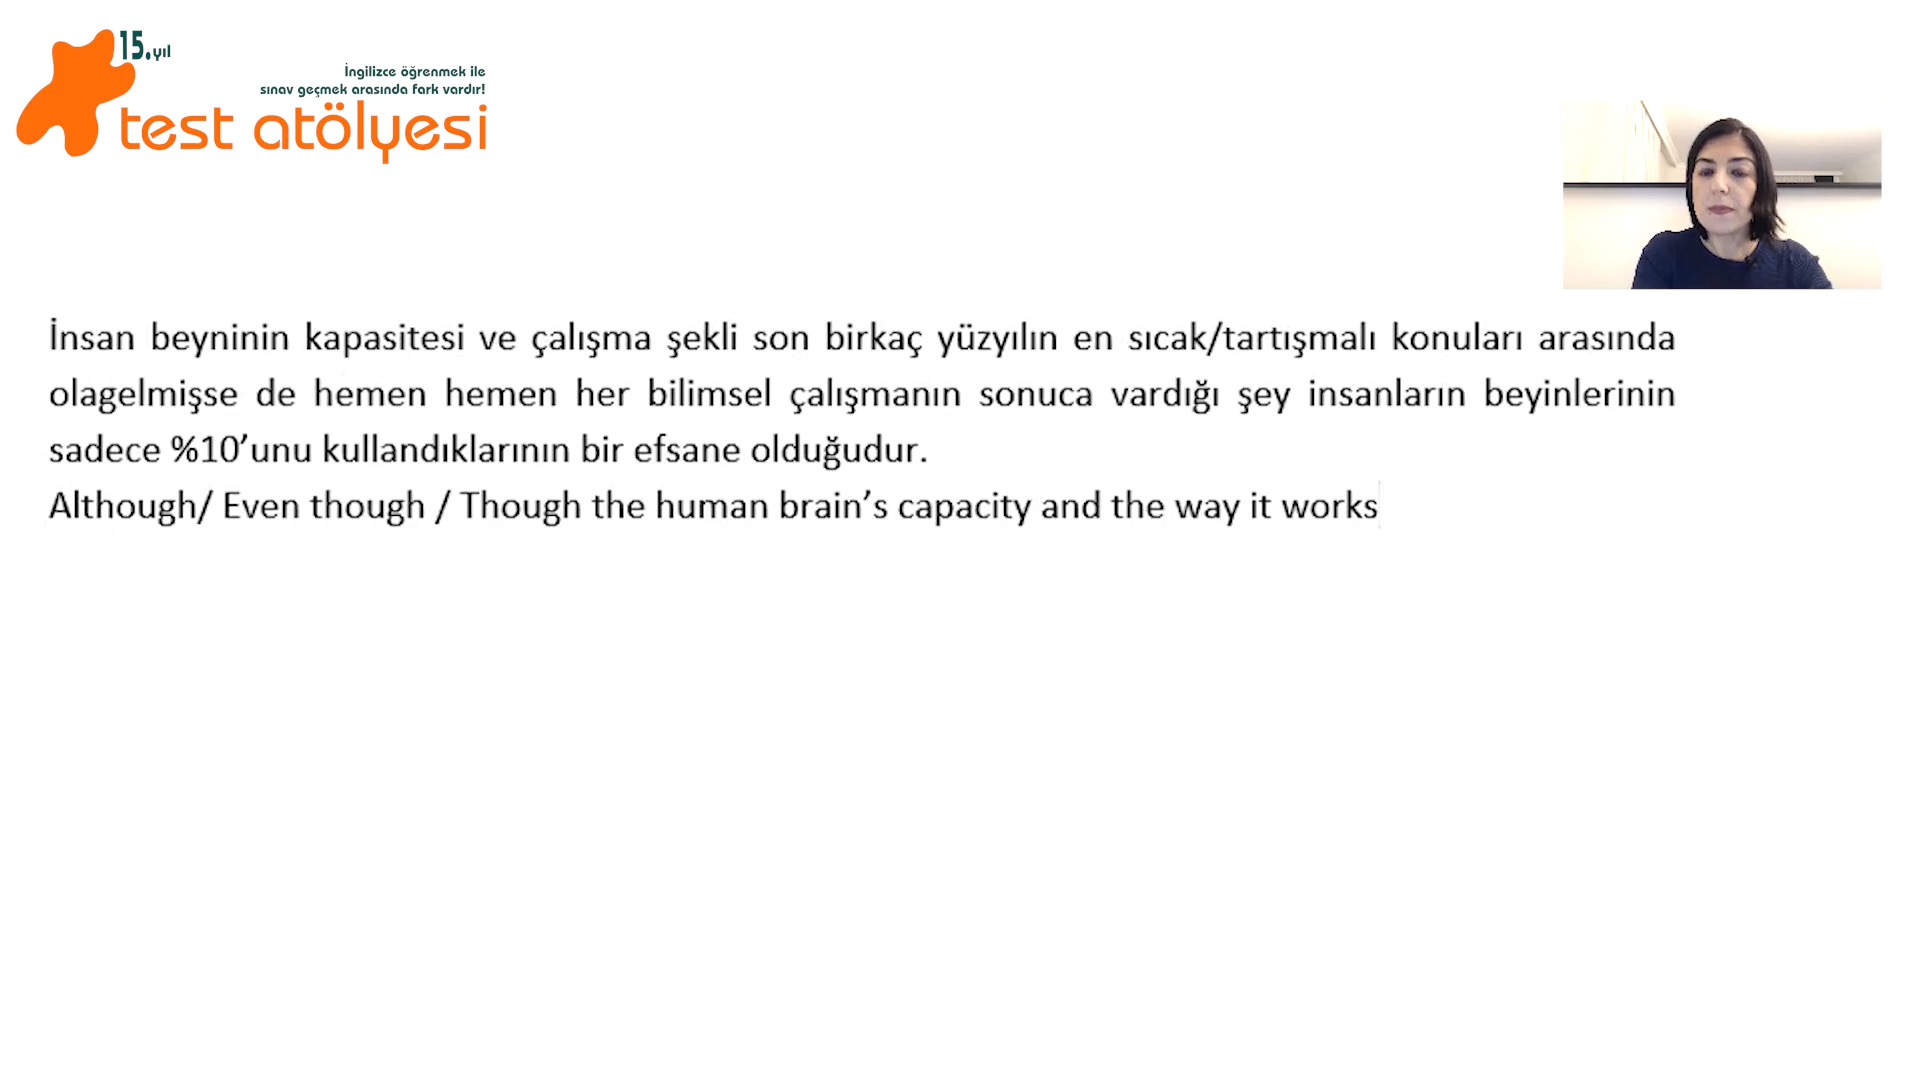 15.yıl
İngilizce öğrenmek ile
sınav geçmek arasında fark vardır!
test atölyesi
İnsan beyninin kapasitesi ve çalışma şekli son birkaç yüzyılın en sıcak/tartışmalı konuları arasında
olagelmişse de hemen hemen her bilimsel çalışmanın sonuca vardığı şey insanların beyinlerinin
sadece %10’unu kullandıklarının bir efsane olduğudur.
Although/ Even though / Though the human brain’s capacity and the way it works